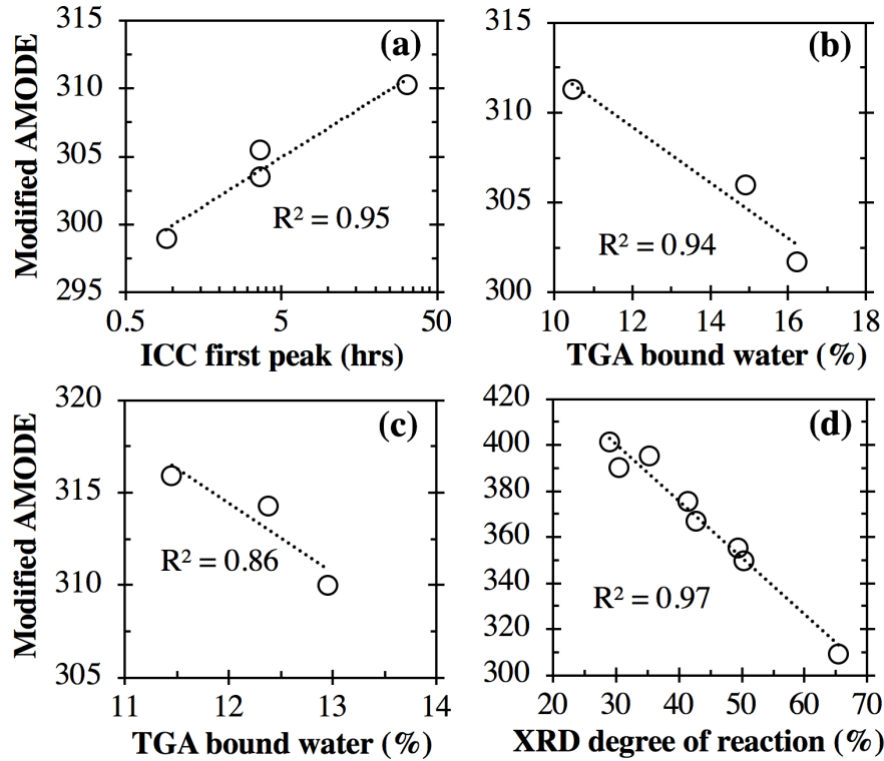 315
310
305
300
295
Modified AMODE
(a)
R² = 0.95
0.5
5
50
ICC first peak (hrs)
315
310
305
300
(b)
R² = 0.94
10
12
14
16
18
TGA bound water (%)
320
315
310
305
Modified AMODE
(c)
R² = 0.86
11
12
13
14
TGA bound water (%)
420
400
380
360
340
320
300
(d)
R² = 0.97
20
30
40
50
60
70
XRD degree of reaction (%)